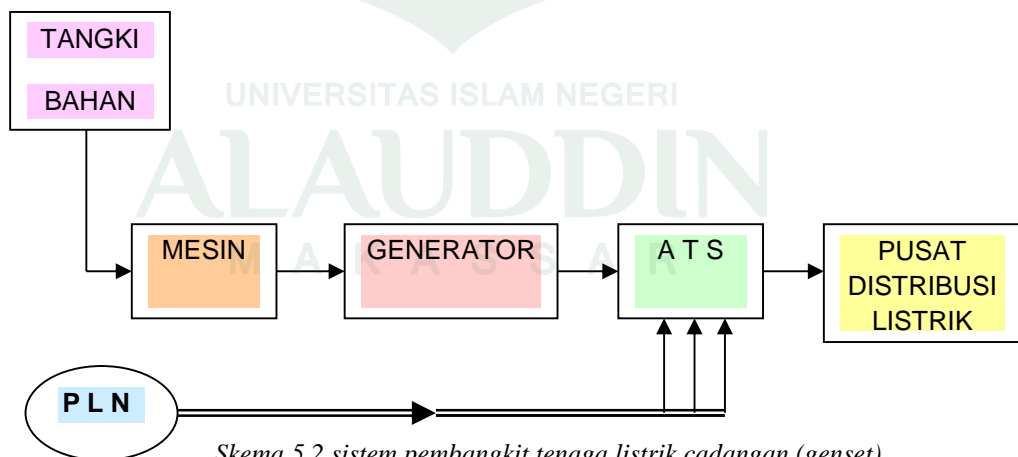 TANGKI
BAHAN
UNIVERSITAS ISLAM NEGERI
ALAUDDIN
MAKASSAR
MESIN
GENERATOR
A T S
PUSAT
DISTRIBUSI
LISTRIK
P L N
Skema 5.2 sistem pembangkit tenaga listrik cadangan (genset)